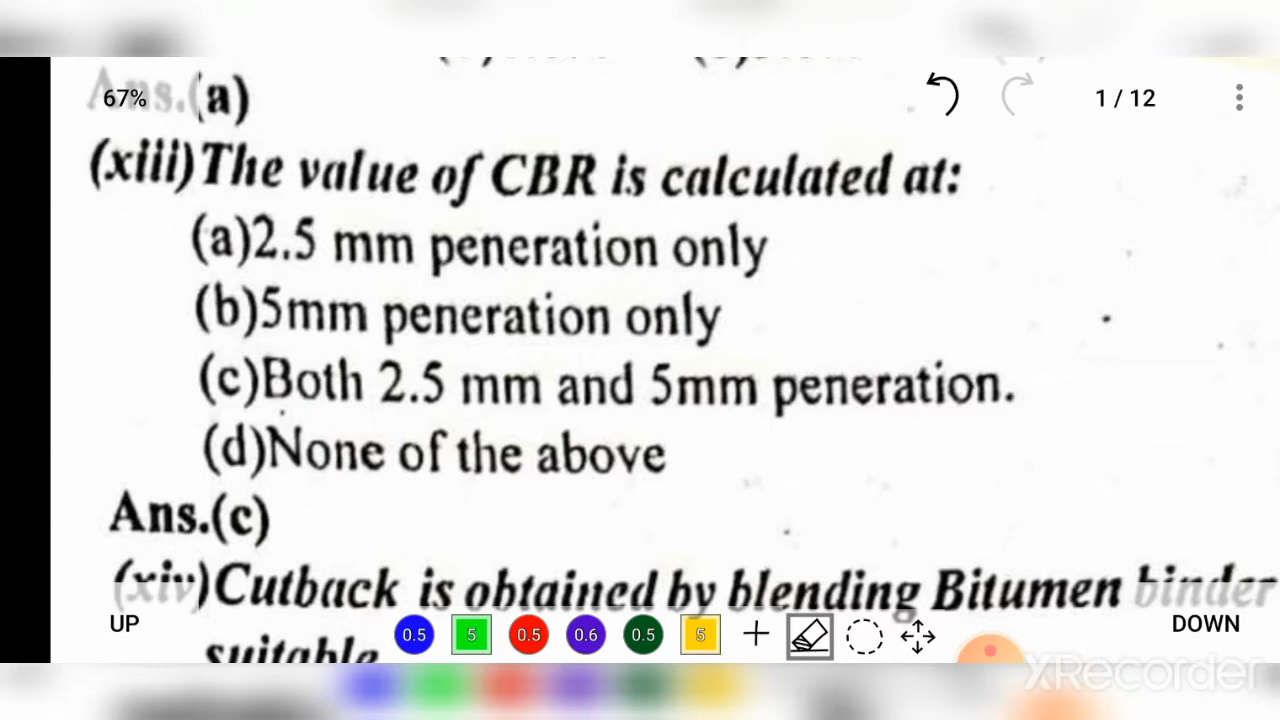 Ans.(a)
67%
1 / 12
(xiii)The value of CBR is calculated at:
(a)2.5 mm peneration only
(b)5mm peneration only
(c)Both 2.5 mm and 5mm peneration.
(d)None of the above
Ans.(c)
(xiv)Cutback is obtained by blending Bitumen binder
UP
0.5 5 0.5 0.6 0.5 5
DOWN
suitable
XRecorder